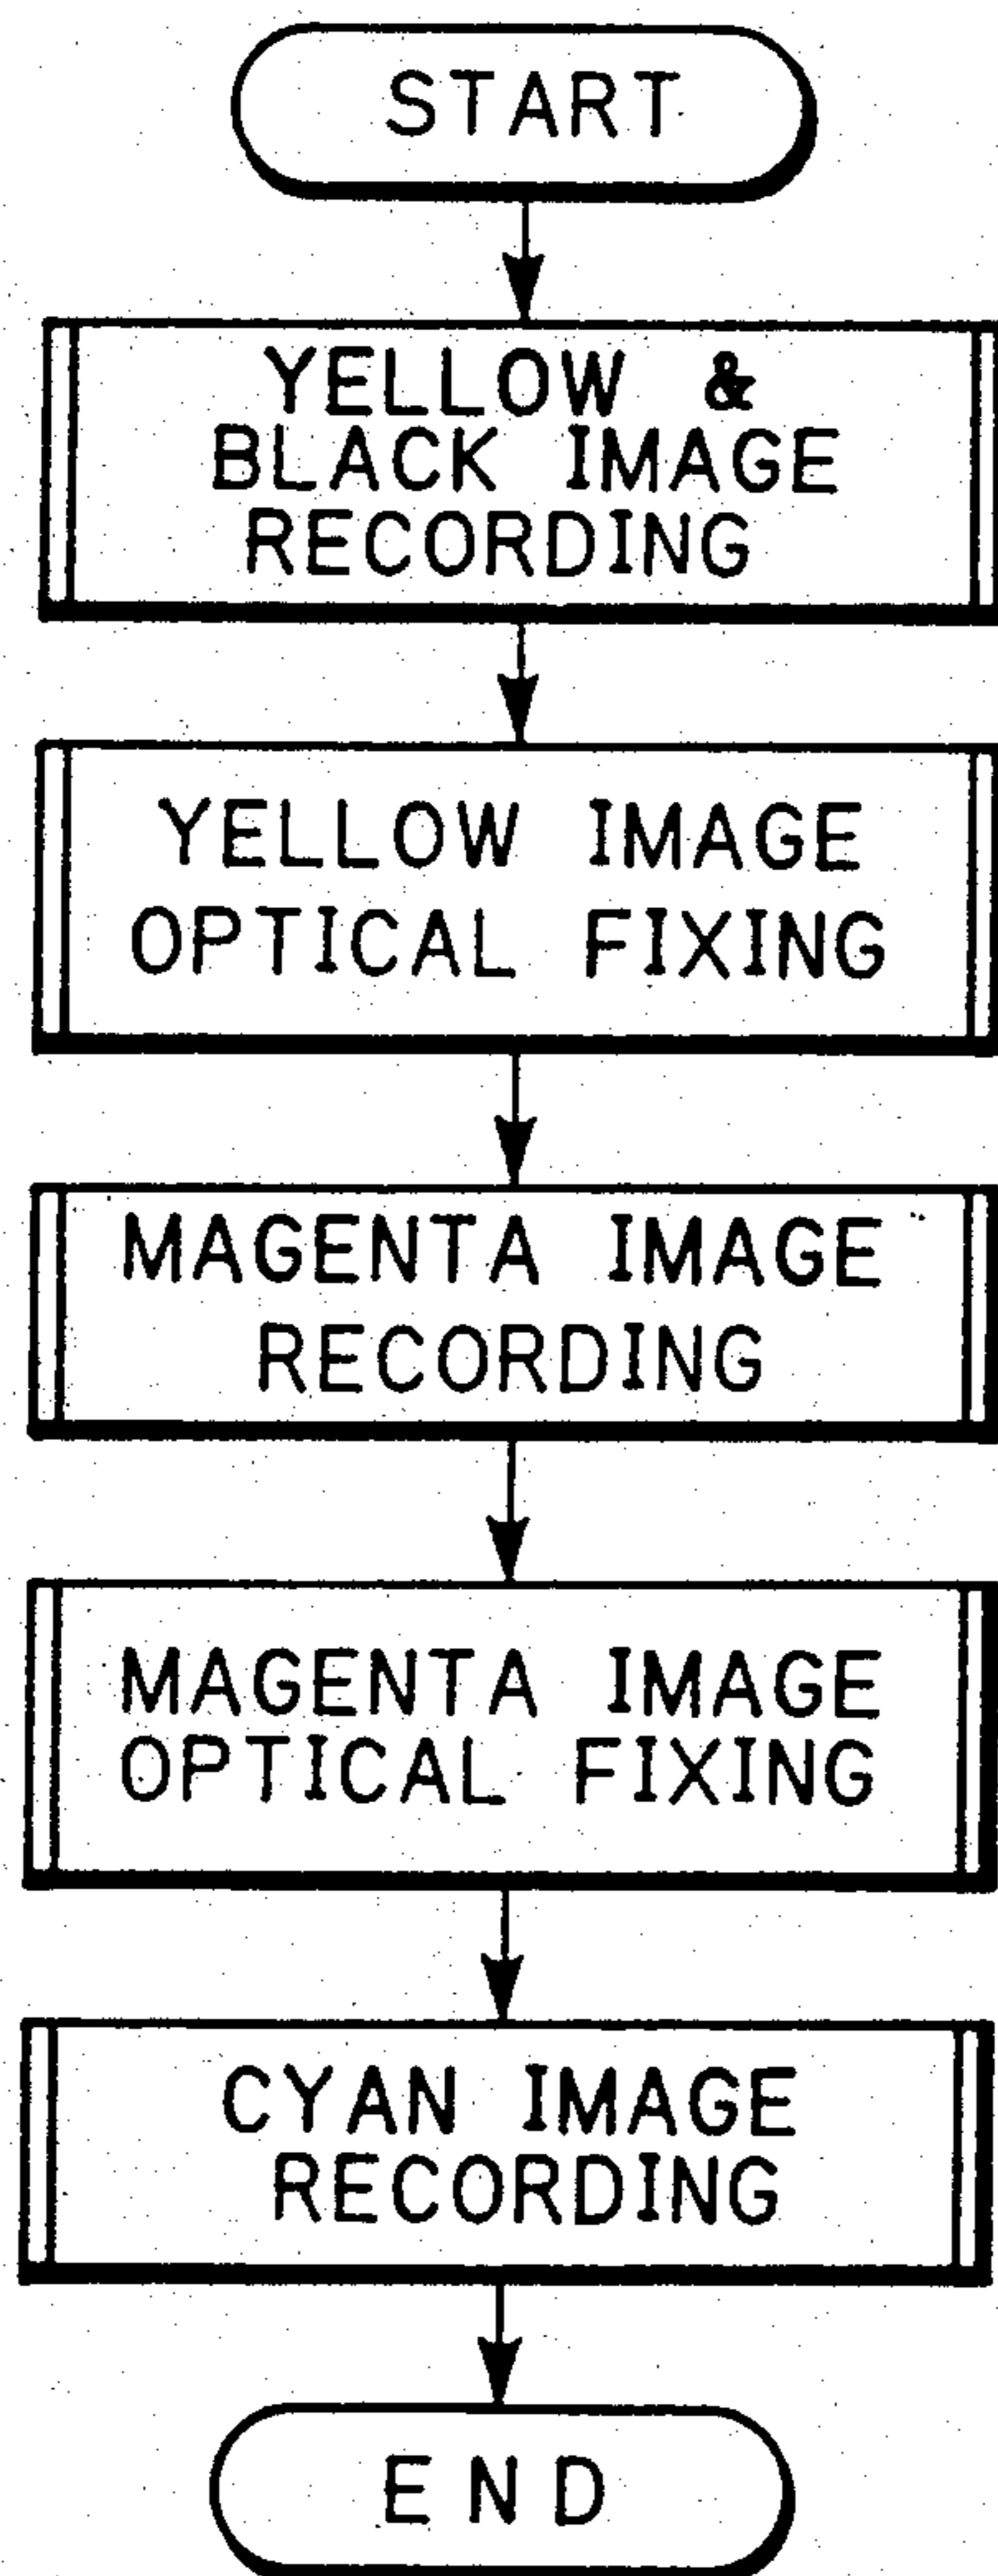 START
YELLOW &
BLACK IMAGE
RECORDING
YELLOW IMAGE
OPTICAL FIXING
MAGENTA IMAGE
RECORDING
MAGENTA IMAGE
OPTICAL FIXING
CYAN IMAGE
RECORDING
END